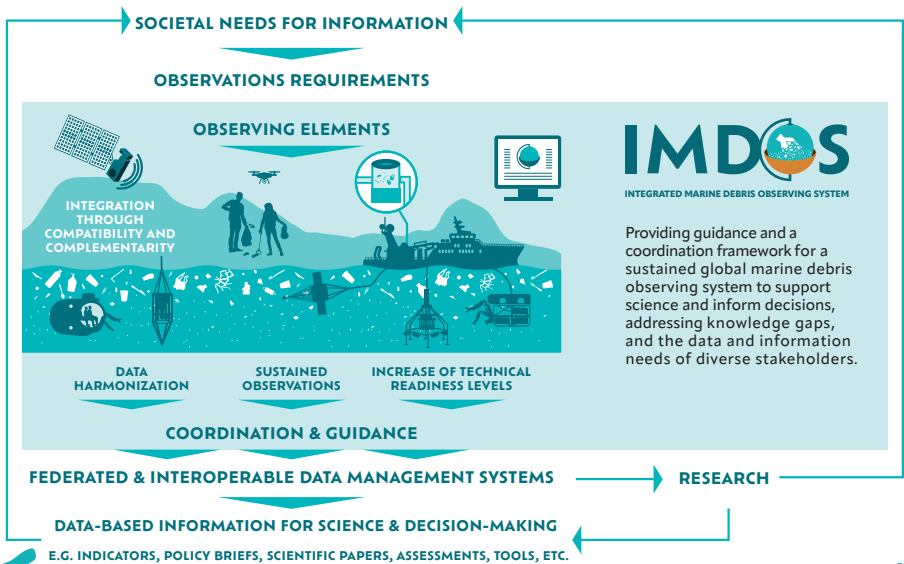 SOCIETAL NEEDS FOR INFORMATION
OBSERVATIONS REQUIREMENTS
OBSERVING ELEMENTS
INTEGRATION
THROUGH
COMPATIBILITY AND
COMPLEMENTARITY
IMDOS
INTEGRATED MARINE DEBRIS OBSERVING SYSTEM
Providing guidance and a
coordination framework for a
sustained global marine debris
observing system to support
science and inform decisions,
addressing knowledge gaps,
and the data and information
needs of diverse stakeholders.
DATA
HARMONIZATION
SUSTAINED
OBSERVATIONS
INCREASE OF TECHNICAL
READINESS LEVELS
COORDINATION & GUIDANCE
FEDERATED & INTEROPERABLE DATA MANAGEMENT SYSTEMS
RESEARCH
DATA-BASED INFORMATION FOR SCIENCE & DECISION-MAKING
E.G. INDICATORS, POLICY BRIEFS, SCIENTIFIC PAPERS, ASSESSMENTS, TOOLS, ETC.